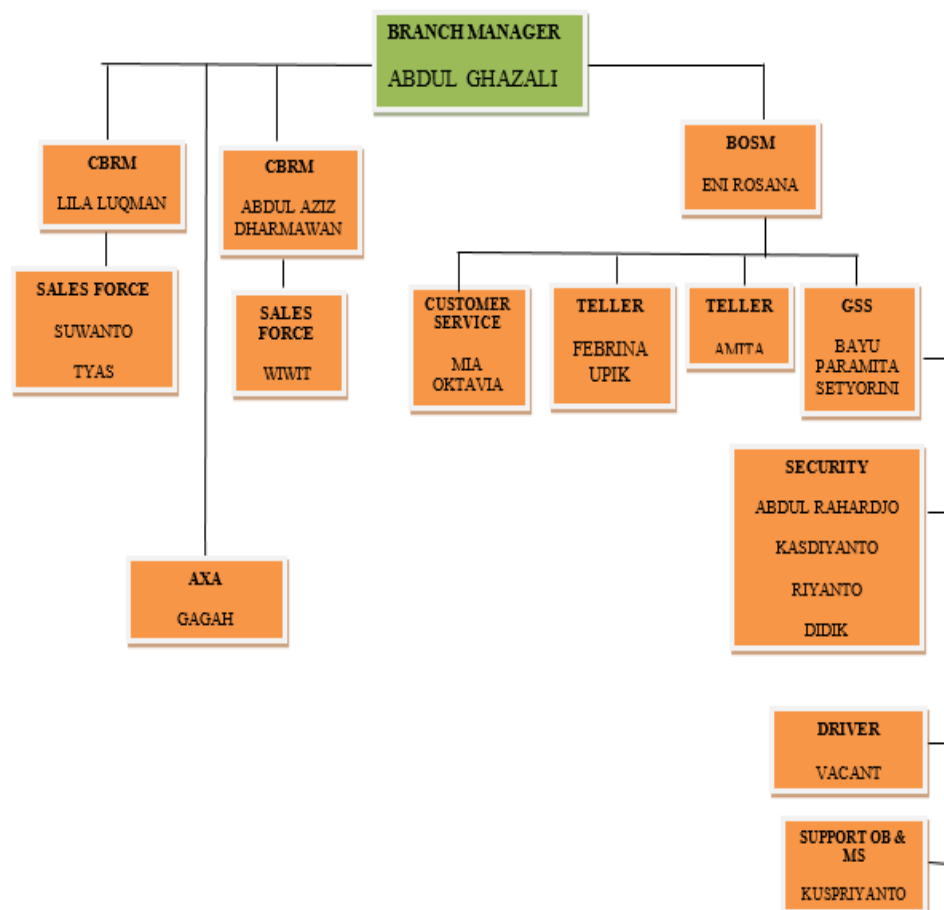 BRANCH MANAGER
ABDUL GHAZALI
CBRM
LILA LUQMAN
CBRM
ABDUL AZIZ
DHARMAWAN
BOSM
ENI ROSANA
SALES FORCE
SUWANTO
TYAS
SALES
FORCE
WIWIT
CUSTOMER
SERVICE
MIA
OKTAVIA
TELLER
FEBRINA
UPIK
TELLER
AMITA
GSS
BAYU
PARAMITA
SETYORINI
SECURITY
ABDUL RAHARDJO
KASDIYANTO
RIYANTO
DIDIK
AXA
GAGAH
DRIVER
VACANT
SUPPORT OB &
MS
KUSPRIYANTO